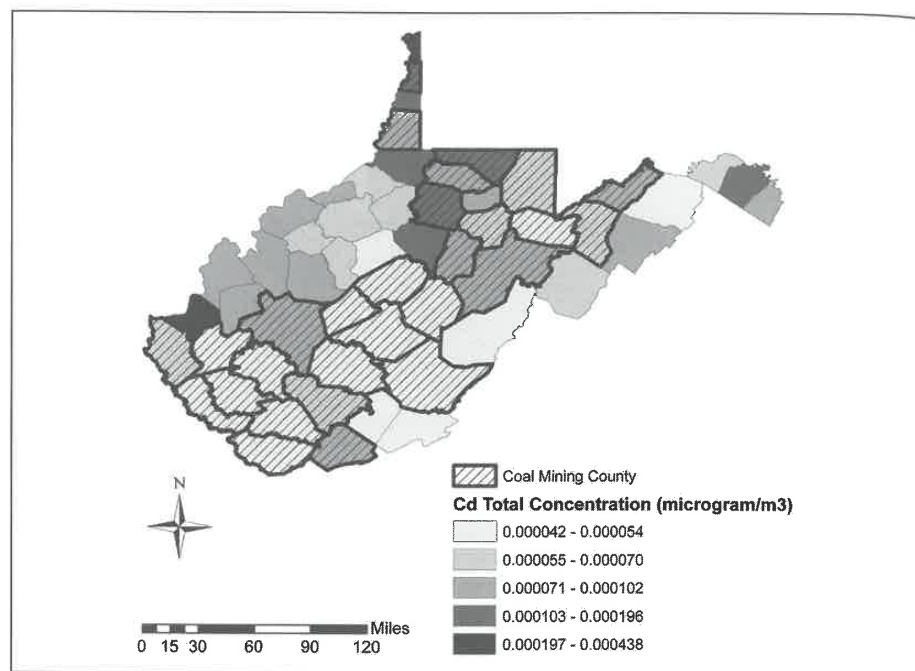 N
Coal Mining County
Cd Total Concentration (microgram/m3)
0.000042 - 0.000054
0.000055 - 0.000070
0.000071 - 0.000102
0.000103 - 0.000196
0.000197 - 0.000438
Miles
0 15 30 60 90 120